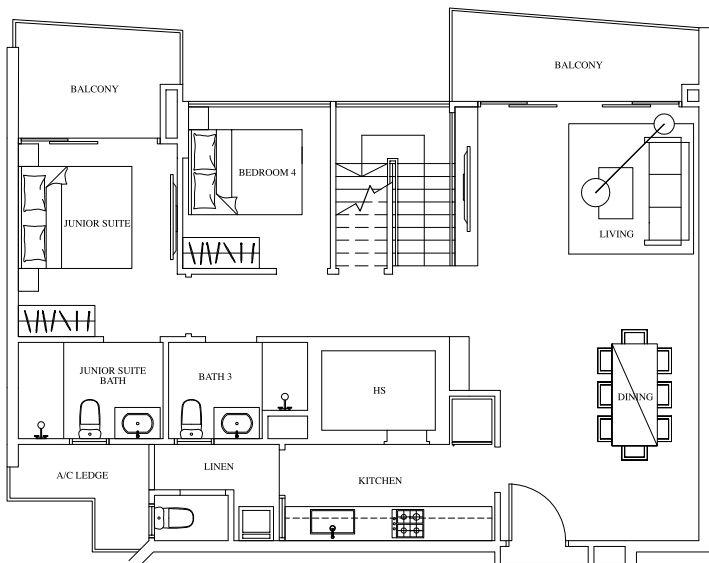 BALCONY
BALCONY
BEDROOM 4
JUNIOR SUITE
LIVING
JUNIOR SUITE
BATH
BATH 3
HS
DINING
A/C LEDGE
LINEN
KITCHEN